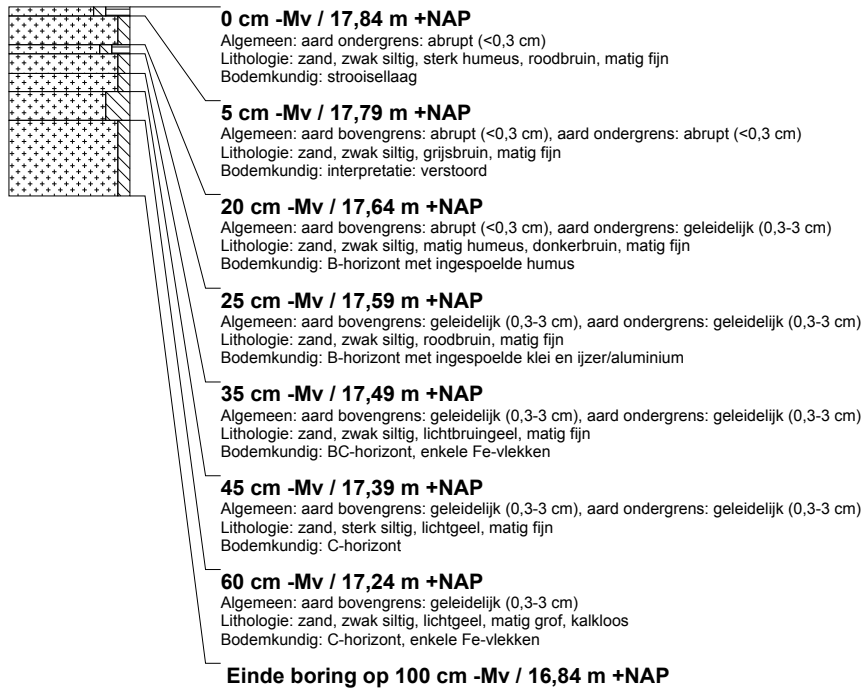 0 cm -Mv / 17,84 m +NAP
Algemeen: aard ondergrens: abrupt (<0,3 cm)
Lithologie: zand, zwak siltig, sterk humeus, roodbruin, matig fijn
Bodemkundig: strooisellaag
5 cm -Mv / 17,79 m +NAP
Algemeen: aard bovengrens: abrupt (<0,3 cm), aard ondergrens: abrupt (<0,3 cm)
Lithologie: zand, zwak siltig, grijsbruin, matig fijn
Bodemkundig: interpretatie: verstoord
20 cm -Mv / 17,64 m +NAP
Algemeen: aard bovengrens: abrupt (<0,3 cm), aard ondergrens: geleidelijk (0,3-3 cm)
Lithologie: zand, zwak siltig, matig humeus, donkerbruin, matig fijn
Bodemkundig: B-horizont met ingespoelde humus
25 cm -Mv / 17,59 m +NAP
Algemeen: aard bovengrens: geleidelijk (0,3-3 cm), aard ondergrens: geleidelijk (0,3-3 cm)
Lithologie: zand, zwak siltig, roodbruin, matig fijn
Bodemkundig: B-horizont met ingespoelde klei en ijzer/aluminium
35 cm -Mv / 17,49 m +NAP
Algemeen: aard bovengrens: geleidelijk (0,3-3 cm), aard ondergrens: geleidelijk (0,3-3 cm)
Lithologie: zand, zwak siltig, lichtbruingeel, matig fijn
Bodemkundig: BC-horizont, enkele Fe-vlekken
45 cm -Mv / 17,39 m +NAP
Algemeen: aard bovengrens: geleidelijk (0,3-3 cm), aard ondergrens: geleidelijk (0,3-3 cm)
Lithologie: zand, sterk siltig, lichtgeel, matig fijn
Bodemkundig: C-horizont
60 cm -Mv / 17,24 m +NAP
Algemeen: aard bovengrens: geleidelijk (0,3-3 cm)
Lithologie: zand, zwak siltig, lichtgeel, matig grof, kalkloos
Bodemkundig: C-horizont, enkele Fe-vlekken
Einde boring op 100 cm -Mv / 16,84 m +NAP